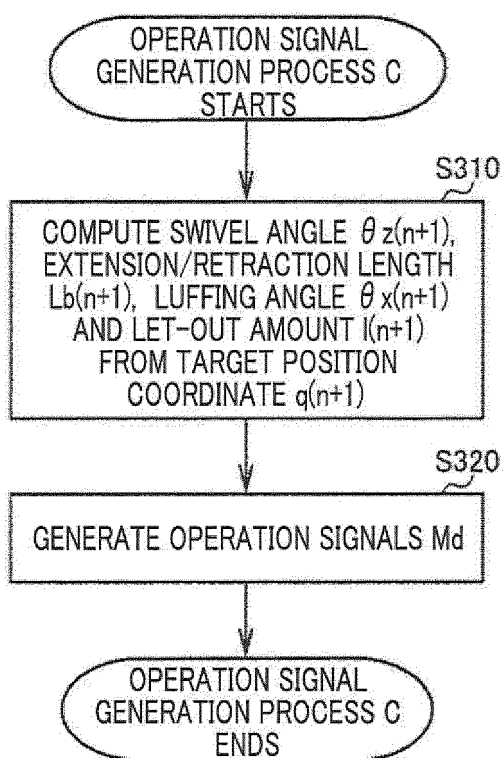 OPERATION SIGNAL
GENERATION PROCESS C
STARTS
S310
COMPUTE SWIVEL ANGLE θz(n+1),
EXTENSION/RETRACTION LENGTH
Lb(n+1), LUFFING ANGLE θx(n+1)
AND LET-OUT AMOUNT l(n+1)
FROM TARGET POSITION
COORDINATE q(n+1)
S320
GENERATE OPERATION SIGNALS Md
OPERATION SIGNAL
GENERATION PROCESS C
ENDS